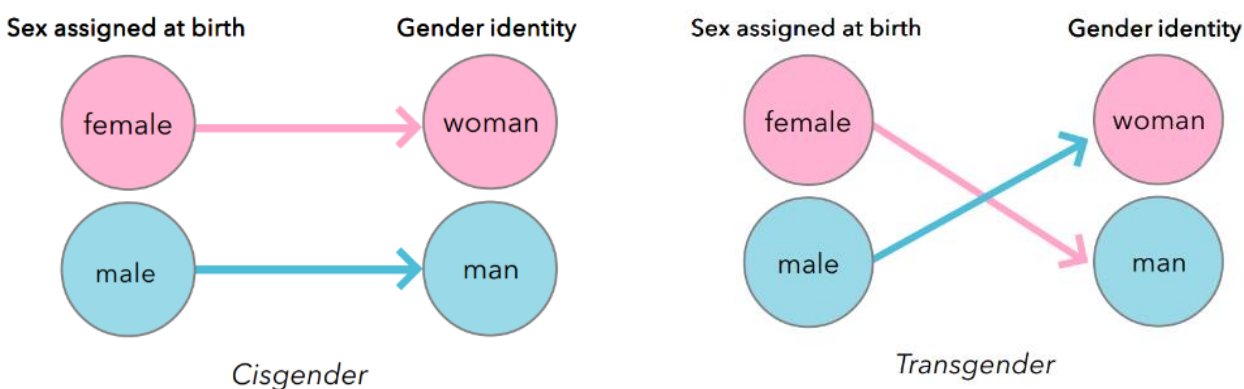 Sex assigned at birth
Gender identity
female
woman
male
man
Cisgender
Sex assigned at birth
Gender identity
female
woman
male
man
Transgender